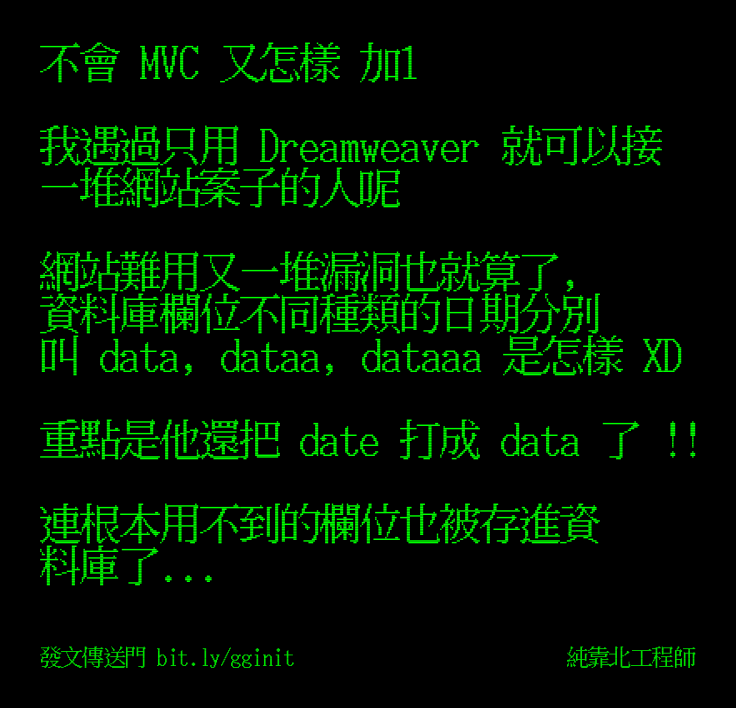 不會 MVC 又怎樣 加1
我遇過只用 Dreamweaver 就可以接
一堆網站案子的人呢
網站難用又一堆漏洞也就算了,
資料庫欄位不同種類的日期分別
叫 data, dataa, dataaa 是怎樣 XD
重點是他還把 date 打成 data 了 !!
連根本用不到的欄位也被存進資
料庫了...
發文傳送門 bit.ly/gginit
純靠北工程師